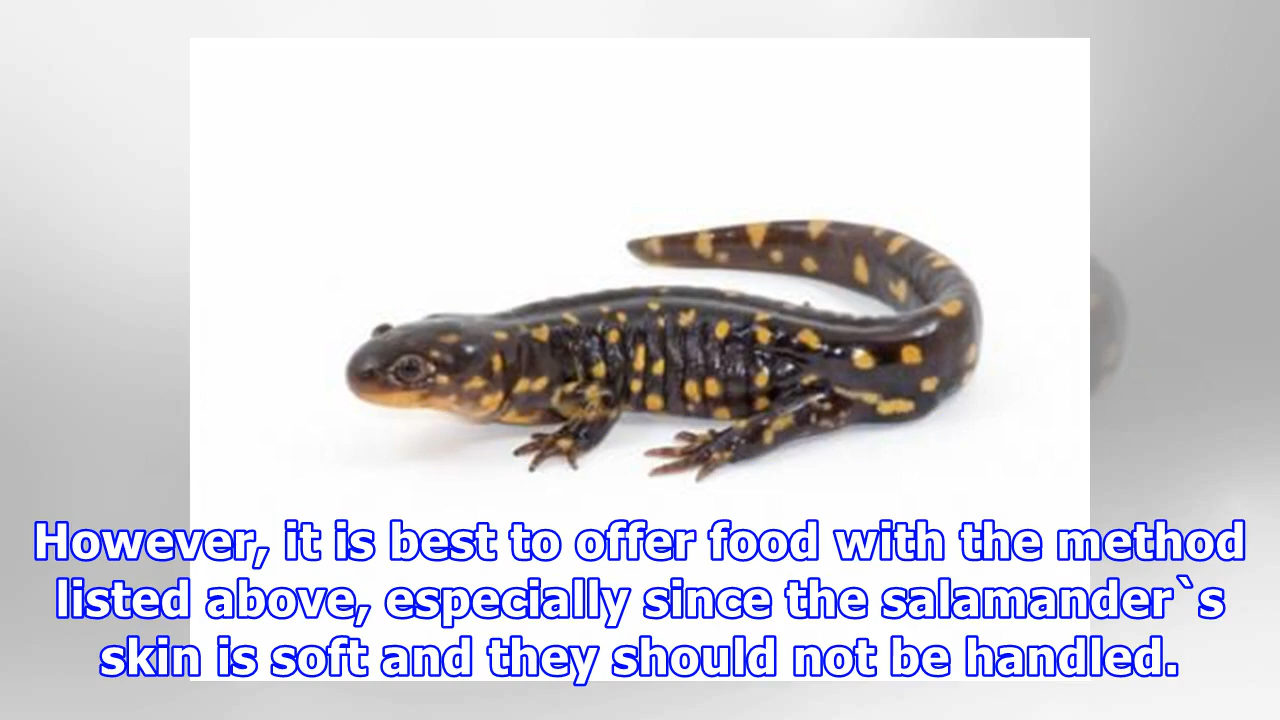 However, it is best to offer food with the method
listed above, especially since the salamander`s
skin is soft and they should not be handled.